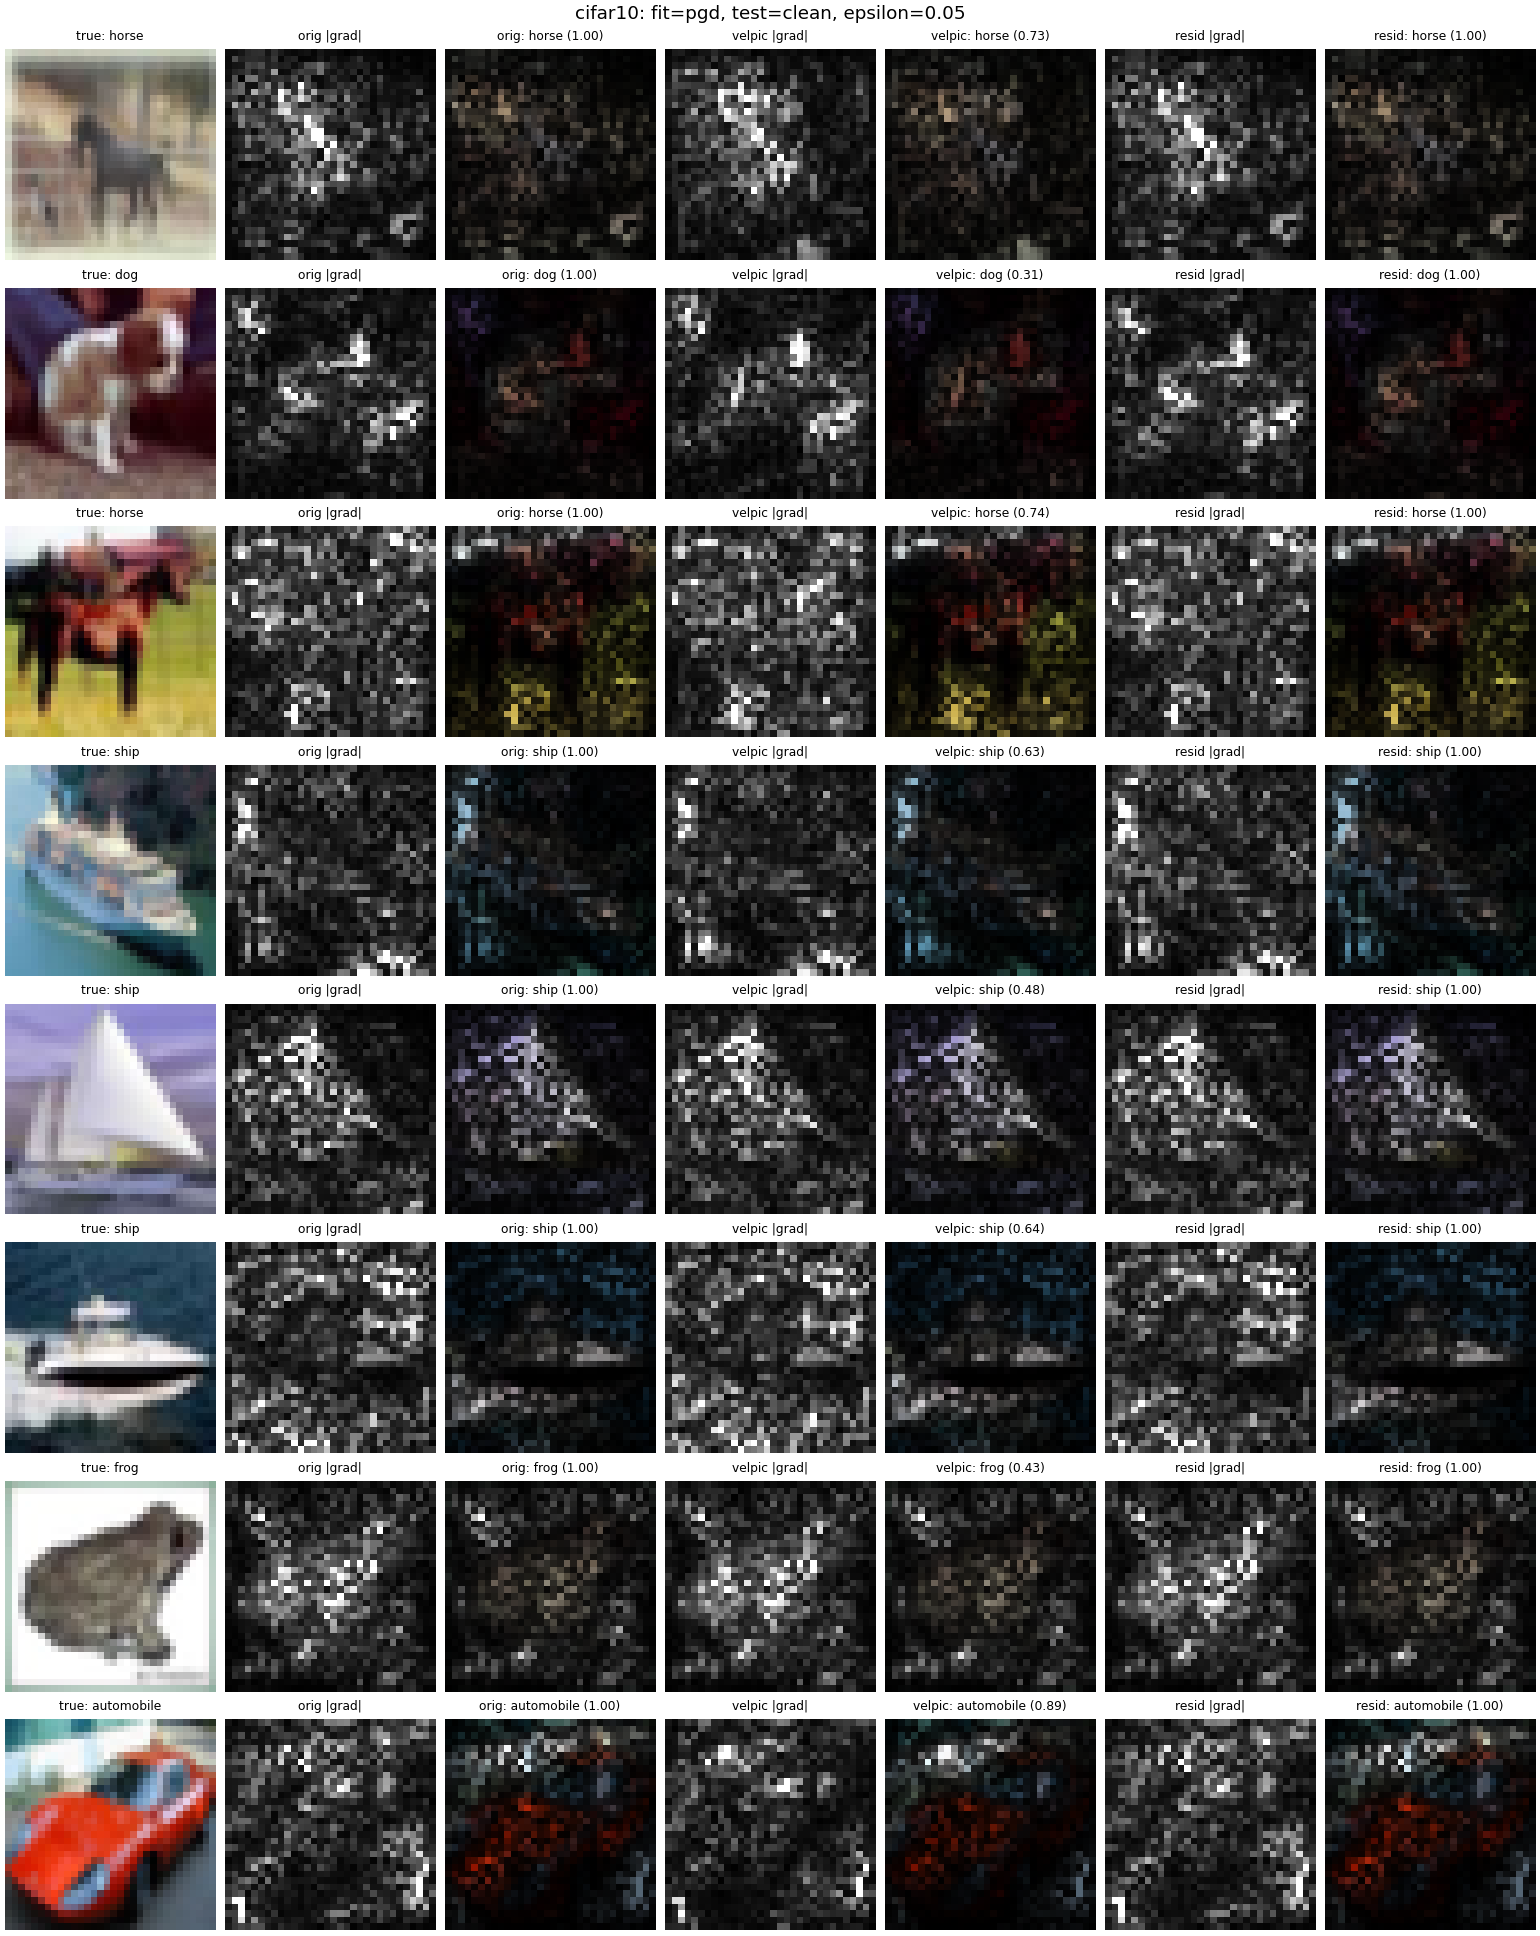 cifar10: fit=pgd, test=clean, epsilon=0.05
true: horse orig |grad| orig: horse (1.00) velpic |grad| velpic: horse (0.73) resid |grad| resid: horse (1.00)
true: dog orig |grad| orig: dog (1.00) velpic |grad| velpic: dog (0.31) resid |grad| resid: dog (1.00)
true: horse orig |grad| orig: horse (1.00) velpic |grad| velpic: horse (0.74) resid |grad| resid: horse (1.00)
true: ship orig |grad| orig: ship (1.00) velpic |grad| velpic: ship (0.63) resid |grad| resid: ship (1.00)
true: ship orig |grad| orig: ship (1.00) velpic |grad| velpic: ship (0.48) resid |grad| resid: ship (1.00)
true: ship orig |grad| orig: ship (1.00) velpic |grad| velpic: ship (0.64) resid |grad| resid: ship (1.00)
true: frog orig |grad| orig: frog (1.00) velpic |grad| velpic: frog (0.43) resid |grad| resid: frog (1.00)
true: automobile orig |grad| orig: automobile (1.00) velpic |grad| velpic: automobile (0.89) resid |grad| resid: automobile (1.00)